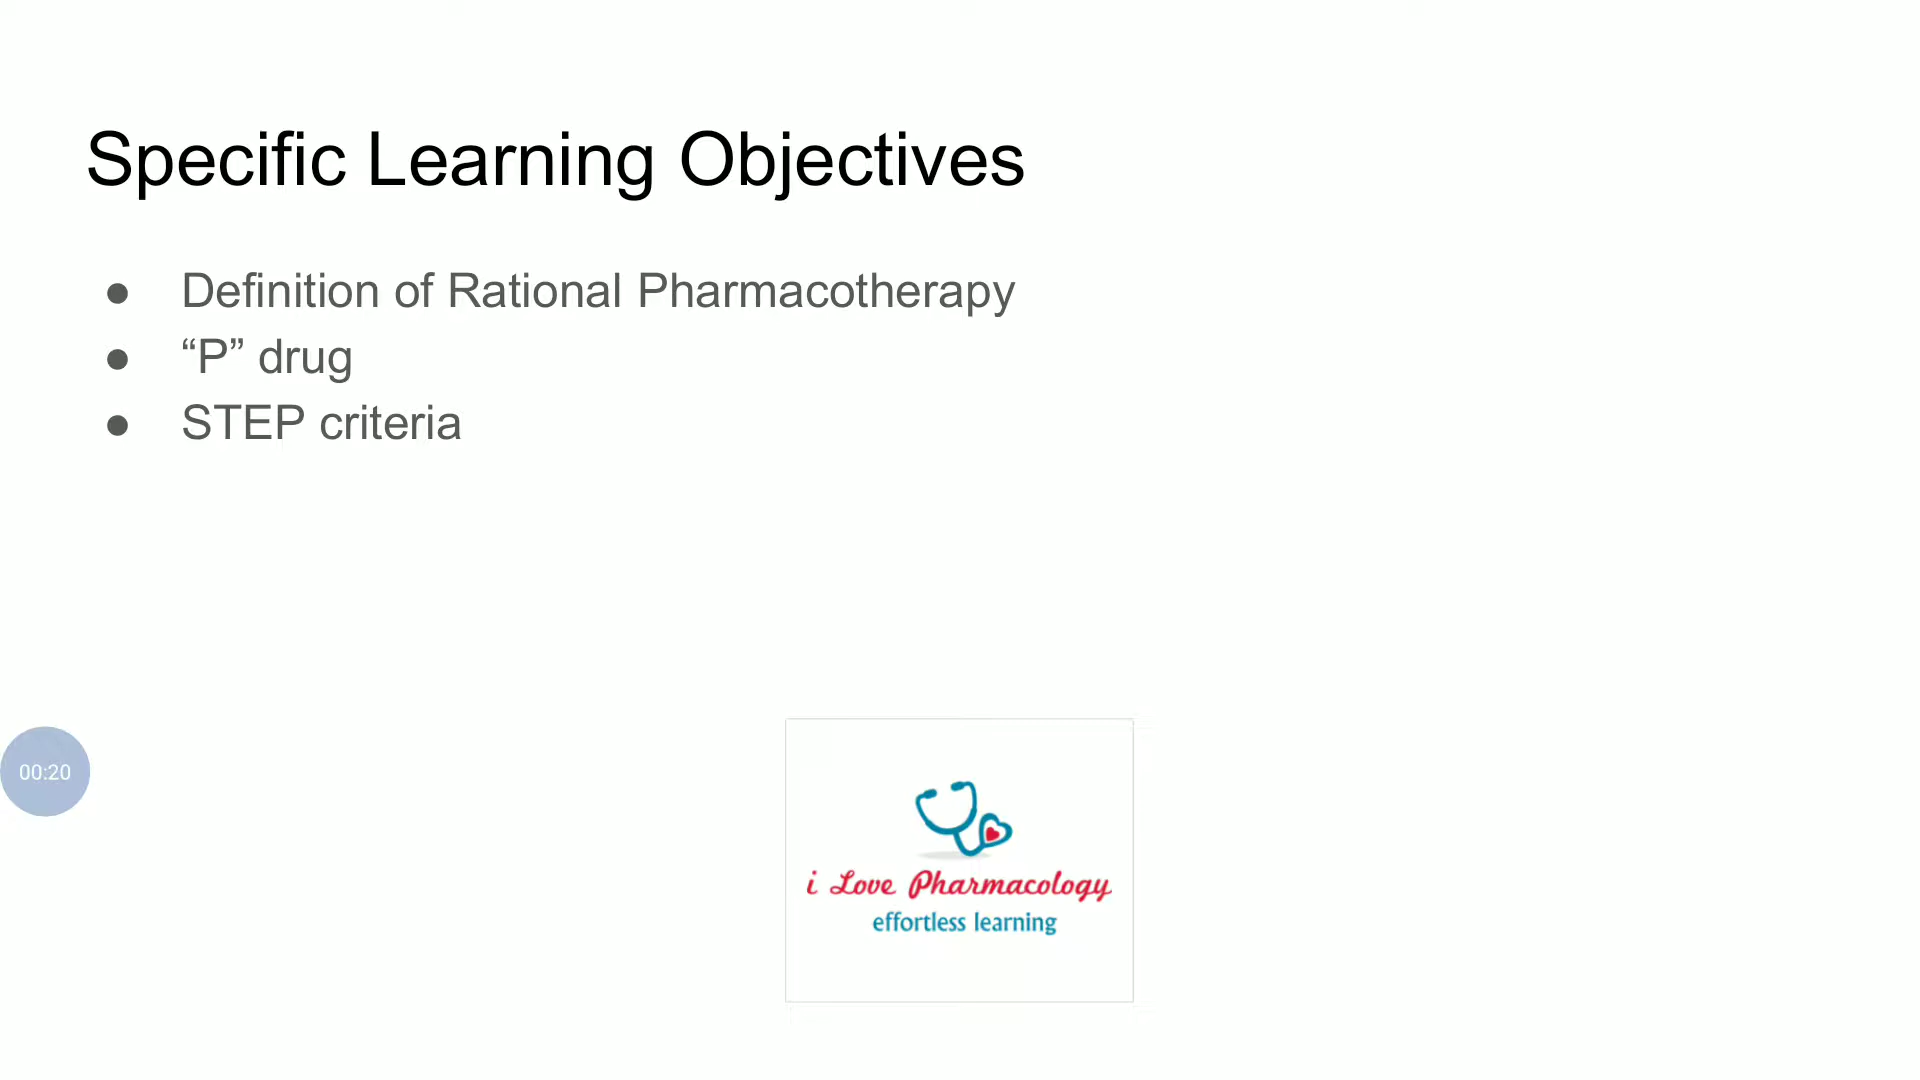 Specific Learning Objectives
● Definition of Rational Pharmacotherapy
● “P” drug
● STEP criteria
00:20
i Love Pharmacology
effortless learning